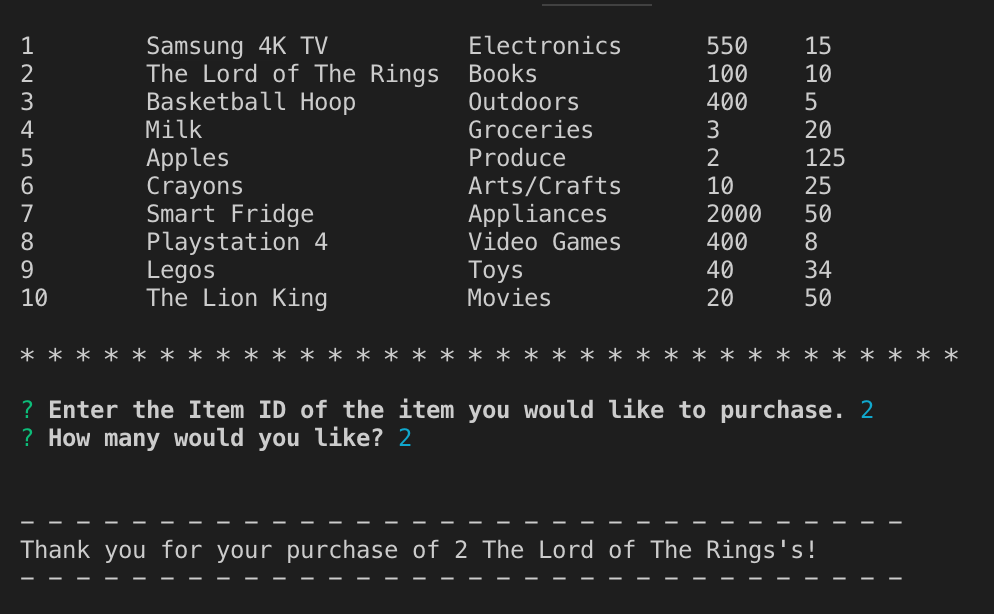 1 Samsung 4K TV Electronics 550 15
2 The Lord of The Rings Books 100 10
3 Basketball Hoop Outdoors 400 5
4 Milk Groceries 3 20
5 Apples Produce 2 125
6 Crayons Arts/Crafts 10 25
7 Smart Fridge Appliances 2000 50
8 Playstation 4 Video Games 400 8
9 Legos Toys 40 34
10 The Lion King Movies 20 50
* * * * * * * * * * * * * * * * * * * * * * * * * * * * * * * * * *
? Enter the Item ID of the item you would like to purchase. 2
? How many would you like? 2
_ _ _ _ _ _ _ _ _ _ _ _ _ _ _ _ _ _ _ _ _ _ _ _ _ _ _ _ _ _ _ _
Thank you for your purchase of 2 The Lord of The Rings's!
_ _ _ _ _ _ _ _ _ _ _ _ _ _ _ _ _ _ _ _ _ _ _ _ _ _ _ _ _ _ _ _